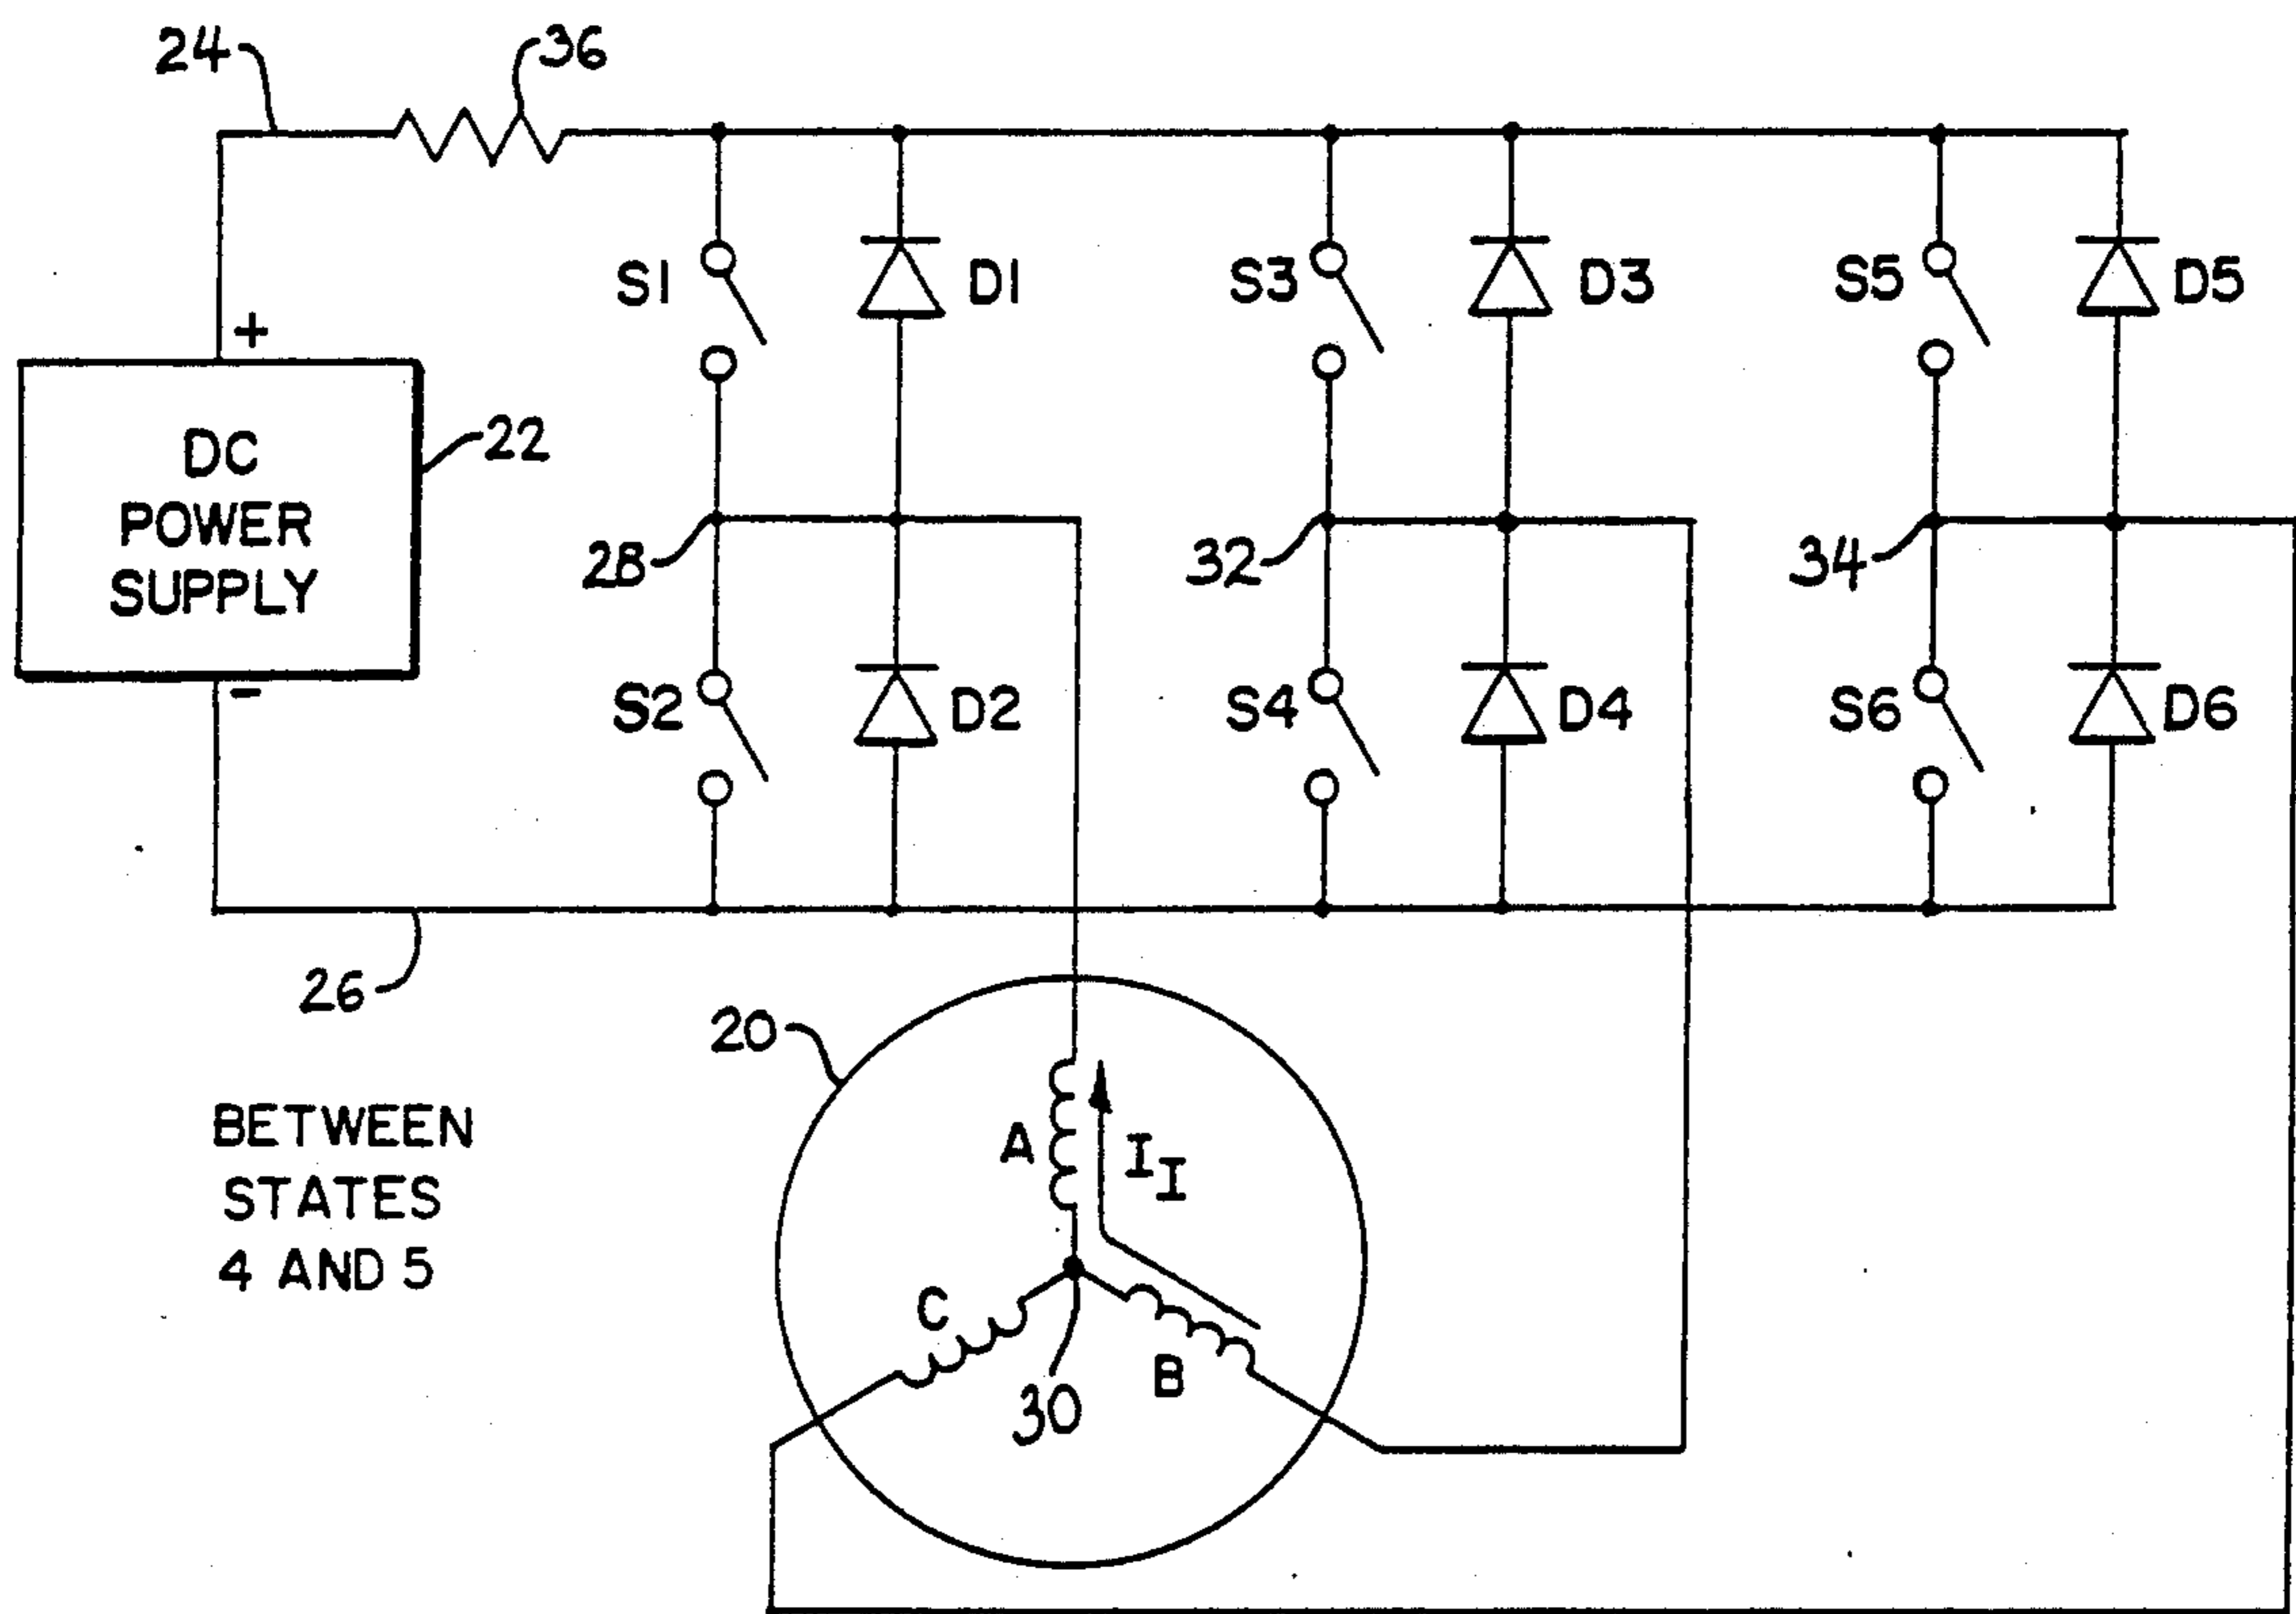 24
36
S1
D1
S3
D3
S5
D5
+
DC
POWER
SUPPLY
22
28
32
34
-
S2
D2
S4
D4
S6
D6
26
20
BETWEEN
STATES
4 AND 5
A
I_I
C
B
30